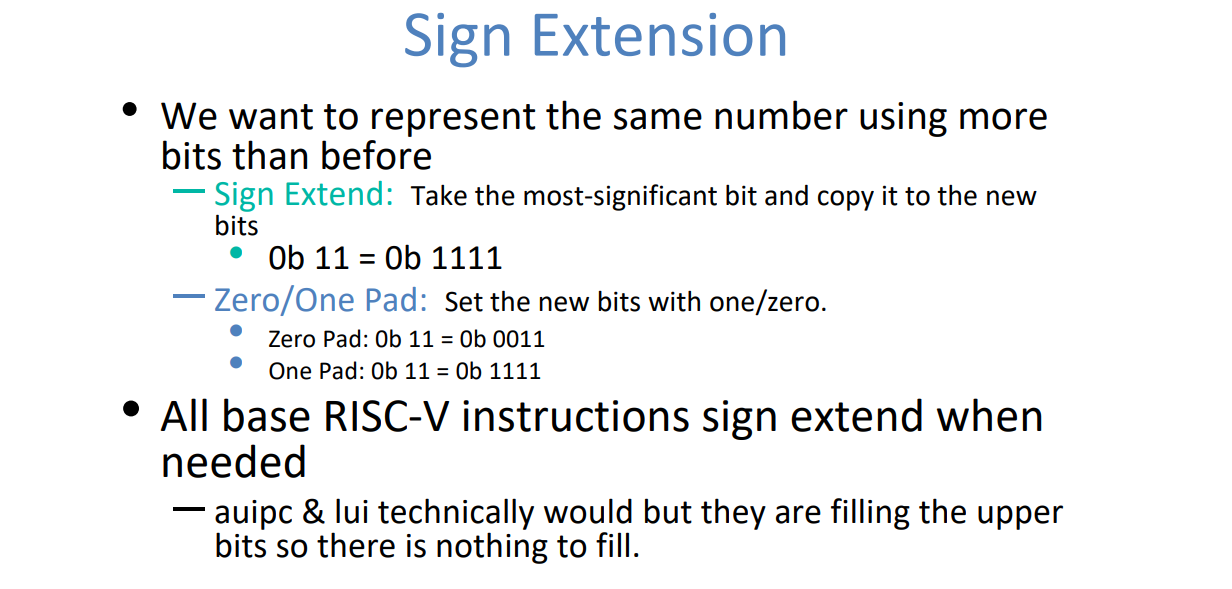 Sign Extension
• We want to represent the same number using more
bits than before
— Sign Extend: Take the most-significant bit and copy it to the new
bits
• 0b 11 = 0b 1111
— Zero/One Pad: Set the new bits with one/zero.
• Zero Pad: 0b 11 = 0b 0011
• One Pad: 0b 11 = 0b 1111
• All base RISC-V instructions sign extend when
needed
— auipc & lui technically would but they are filling the upper
bits so there is nothing to fill.